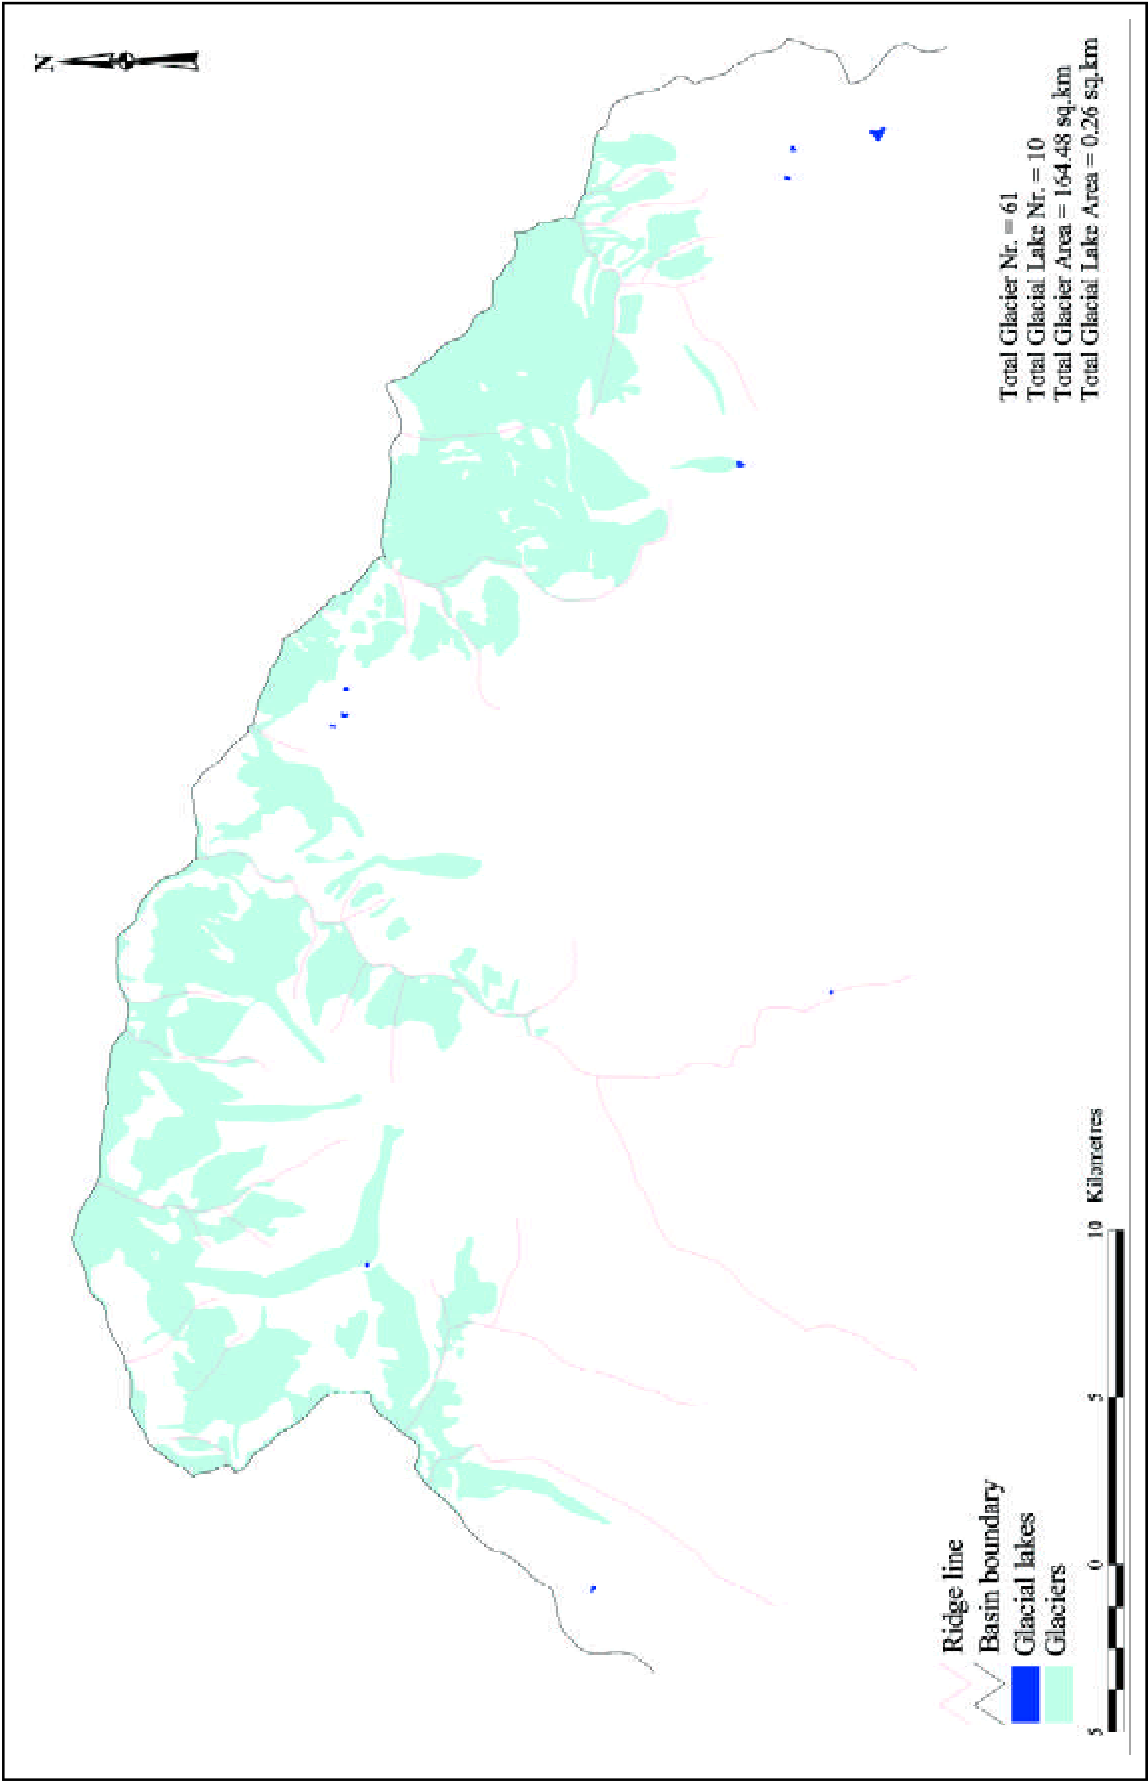 N
Total Glacier Nr. = 61
Total Glacial Lake Nr. = 10
Total Glacier Area = 164.48 sq.km
Total Glacial Lake Area = 0.26 sq.km
Ridge line
Basin boundary
Glacial lakes
Glaciers
5 0 5 10 Kilometres